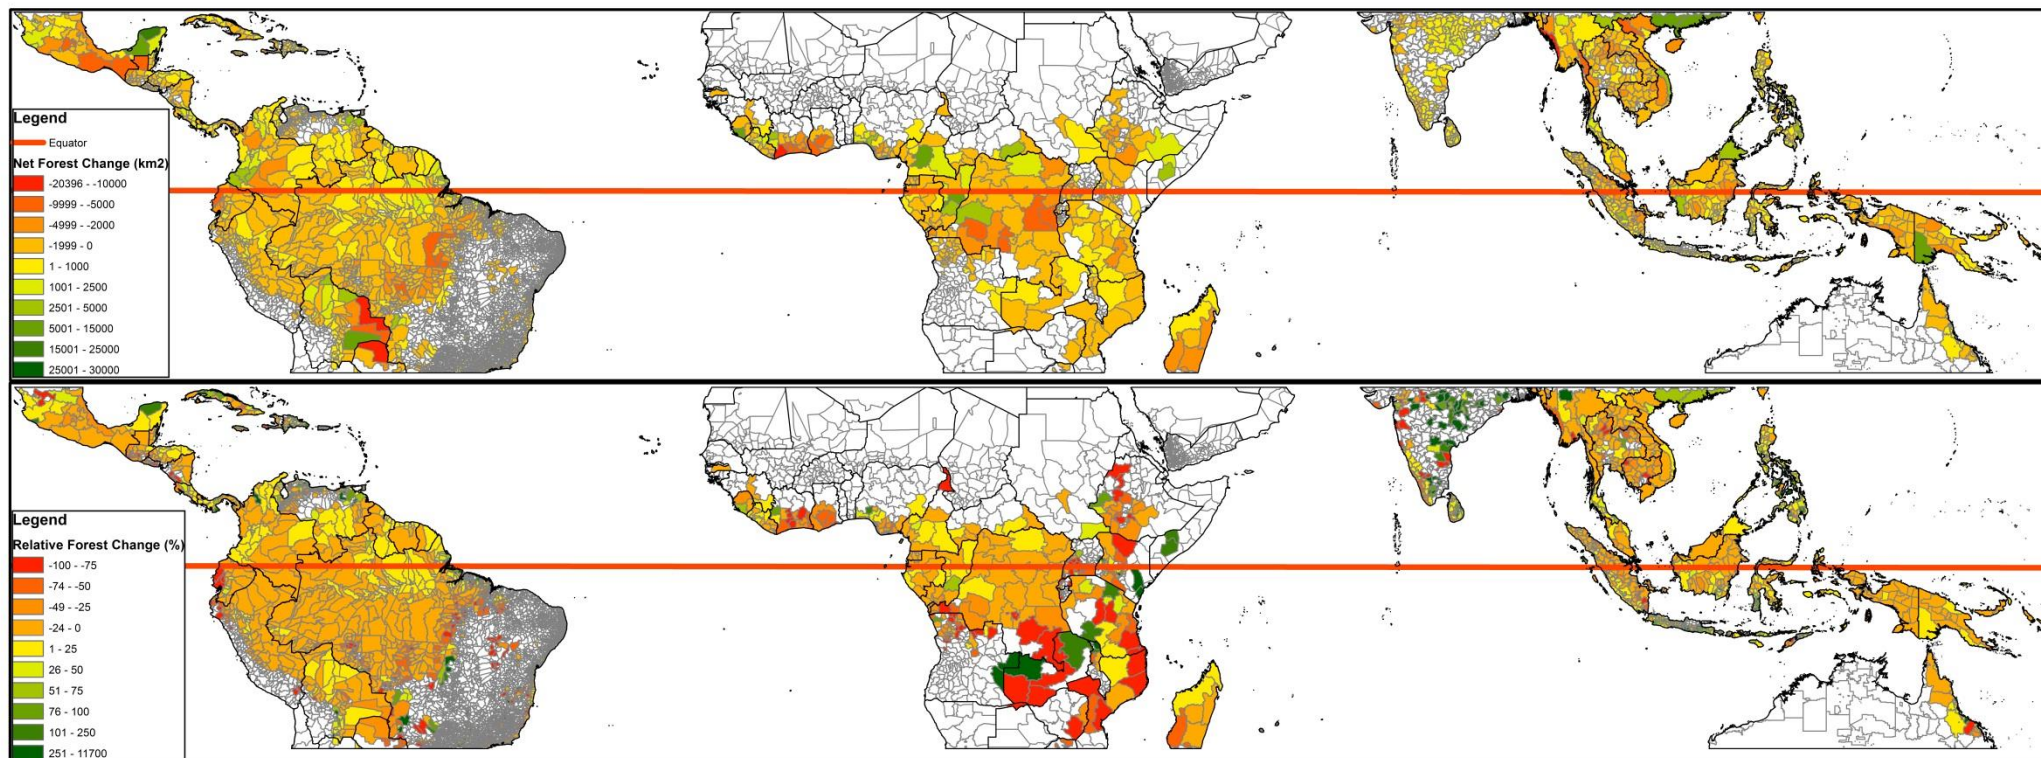 Legend
Equator
Net Forest Change (km2)
-20396 - -10000
-9999 - -5000
-4999 - -2000
-1999 - 0
1 - 1000
1001 - 2500
2501 - 5000
5001 - 15000
15001 - 25000
25001 - 30000
Legend
Relative Forest Change (%)
-100 - -75
-74 - -50
-49 - -25
-24 - 0
1 - 25
26 - 50
51 - 75
76 - 100
101 - 250
251 - 11700